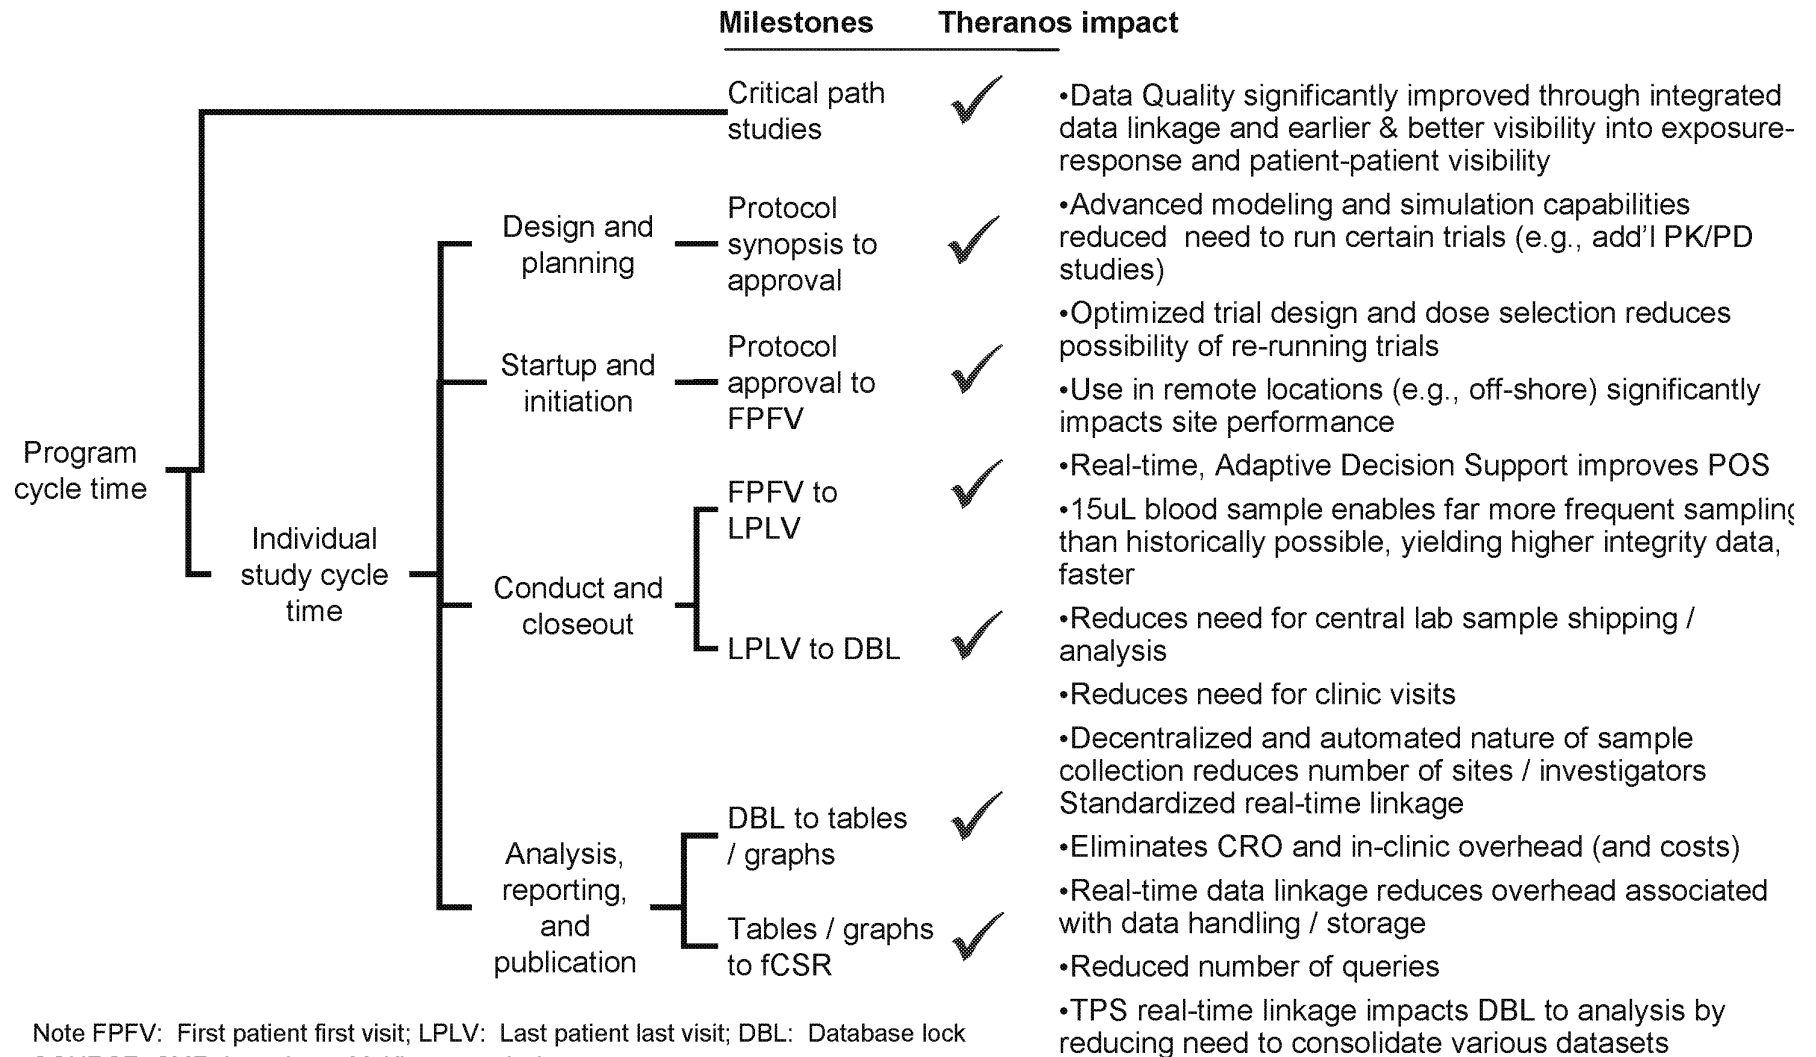 Milestones Theranos impact
Critical path
studies
Design and
planning
Protocol
synopsis to
approval
Startup and
initiation
Protocol
approval to
FPFV
Program
cycle time
Individual
study cycle
time
Conduct and
closeout
FPFV to
LPLV
LPLV to DBL
Analysis,
reporting,
and
publication
DBL to tables
/ graphs
Tables / graphs
to fCSR
•Data Quality significantly improved through integrated
data linkage and earlier & better visibility into exposure-
response and patient-patient visibility
•Advanced modeling and simulation capabilities
reduced need to run certain trials (e.g., add'l PK/PD
studies)
•Optimized trial design and dose selection reduces
possibility of re-running trials
•Use in remote locations (e.g., off-shore) significantly
impacts site performance
•Real-time, Adaptive Decision Support improves POS
•15uL blood sample enables far more frequent sampling
than historically possible, yielding higher integrity data,
faster
•Reduces need for central lab sample shipping /
analysis
•Reduces need for clinic visits
•Decentralized and automated nature of sample
collection reduces number of sites / investigators
Standardized real-time linkage
•Eliminates CRO and in-clinic overhead (and costs)
•Real-time data linkage reduces overhead associated
with data handling / storage
•Reduced number of queries
•TPS real-time linkage impacts DBL to analysis by
reducing need to consolidate various datasets
Note FPFV: First patient first visit; LPLV: Last patient last visit; DBL: Database lock